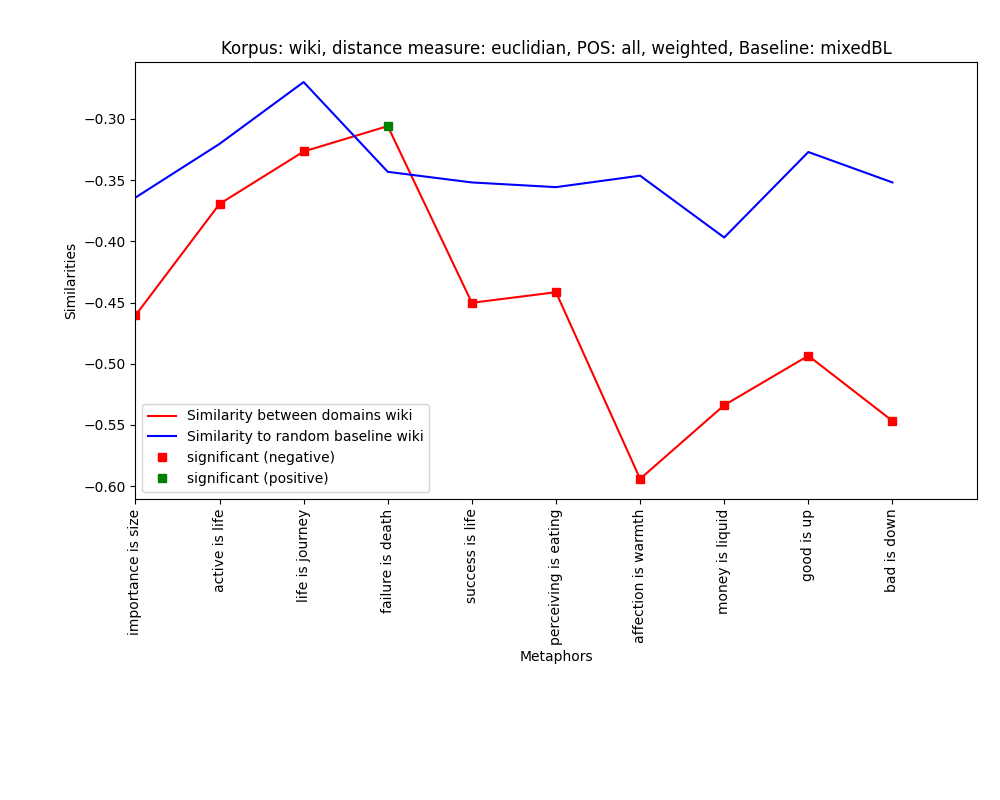 Korpus: wiki, distance measure: euclidian, POS: all, weighted, Baseline: mixedBL
Similarities
−0.30
−0.35
−0.40
−0.45
−0.50
−0.55
−0.60
Similarity between domains wiki
Similarity to random baseline wiki
significant (negative)
significant (positive)
importance is size
active is life
life is journey
failure is death
success is life
perceiving is eating
affection is warmth
money is liquid
good is up
bad is down
Metaphors